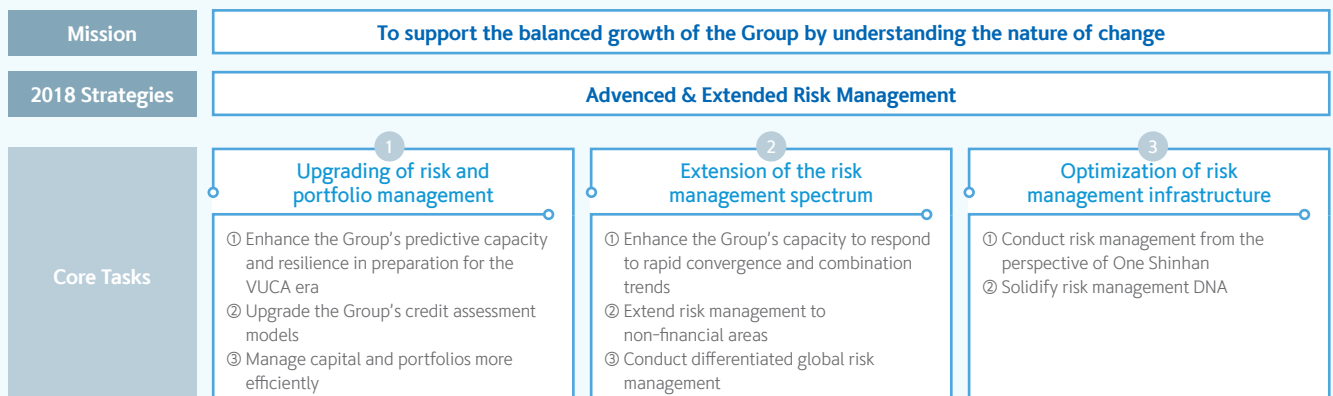 Mission
To support the balanced growth of the Group by understanding the nature of change
2018 Strategies
Advenced & Extended Risk Management
Core Tasks
1
Upgrading of risk and
portfolio management
① Enhance the Group's predictive capacity
and resilience in preparation for the
VUCA era
② Upgrade the Group's credit assessment
models
③ Manage capital and portfolios more
efficiently
2
Extension of the risk
management spectrum
① Enhance the Group's capacity to respond
to rapid convergence and combination
trends
② Extend risk management to
non-financial areas
③ Conduct differentiated global risk
management
3
Optimization of risk
management infrastructure
① Conduct risk management from the
perspective of One Shinhan
② Solidify risk management DNA